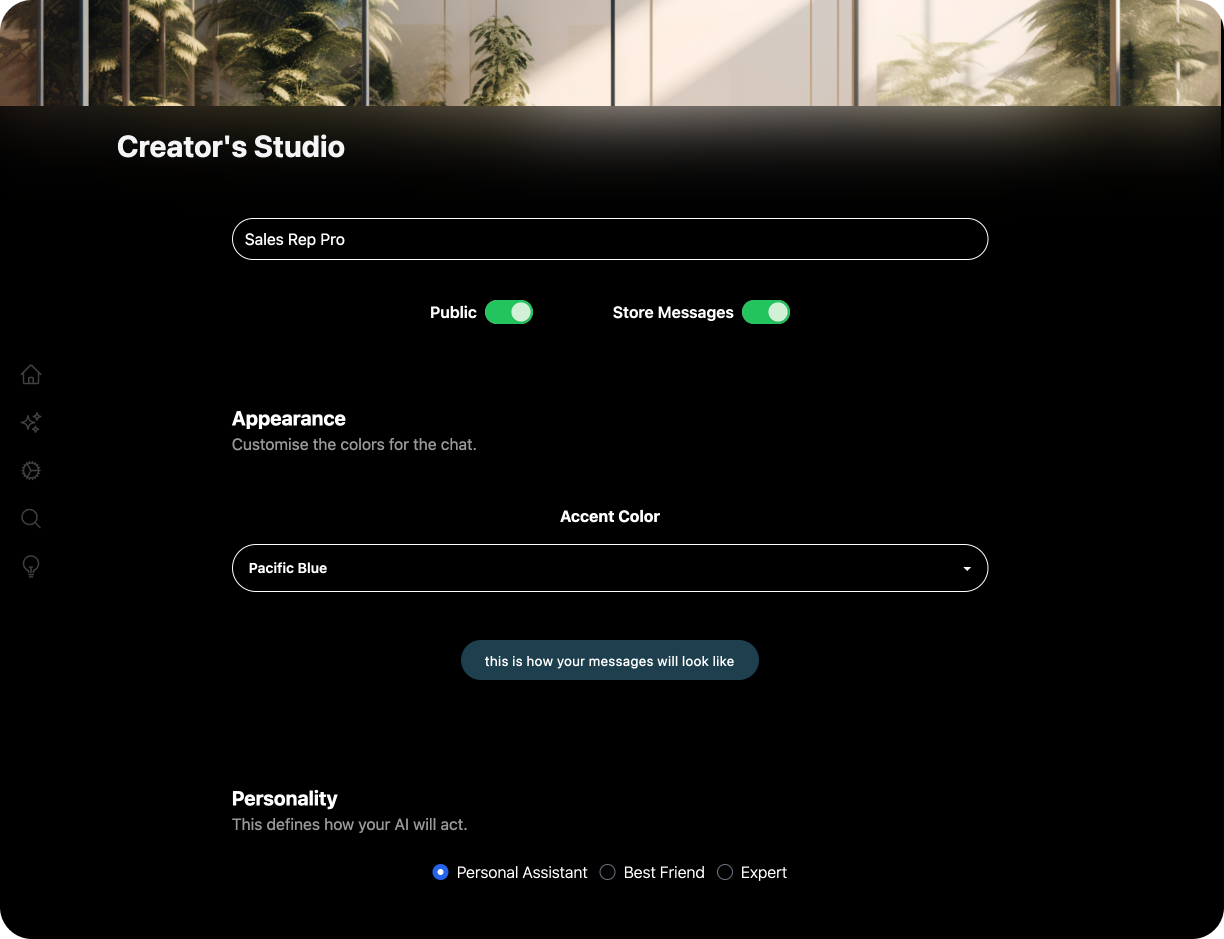 Creator's Studio
Sales Rep Pro
Public Store Messages
Appearance
Customise the colors for the chat.
Accent Color
Pacific Blue
this is how your messages will look like
Personality
This defines how your AI will act.
Personal Assistant Best Friend Expert